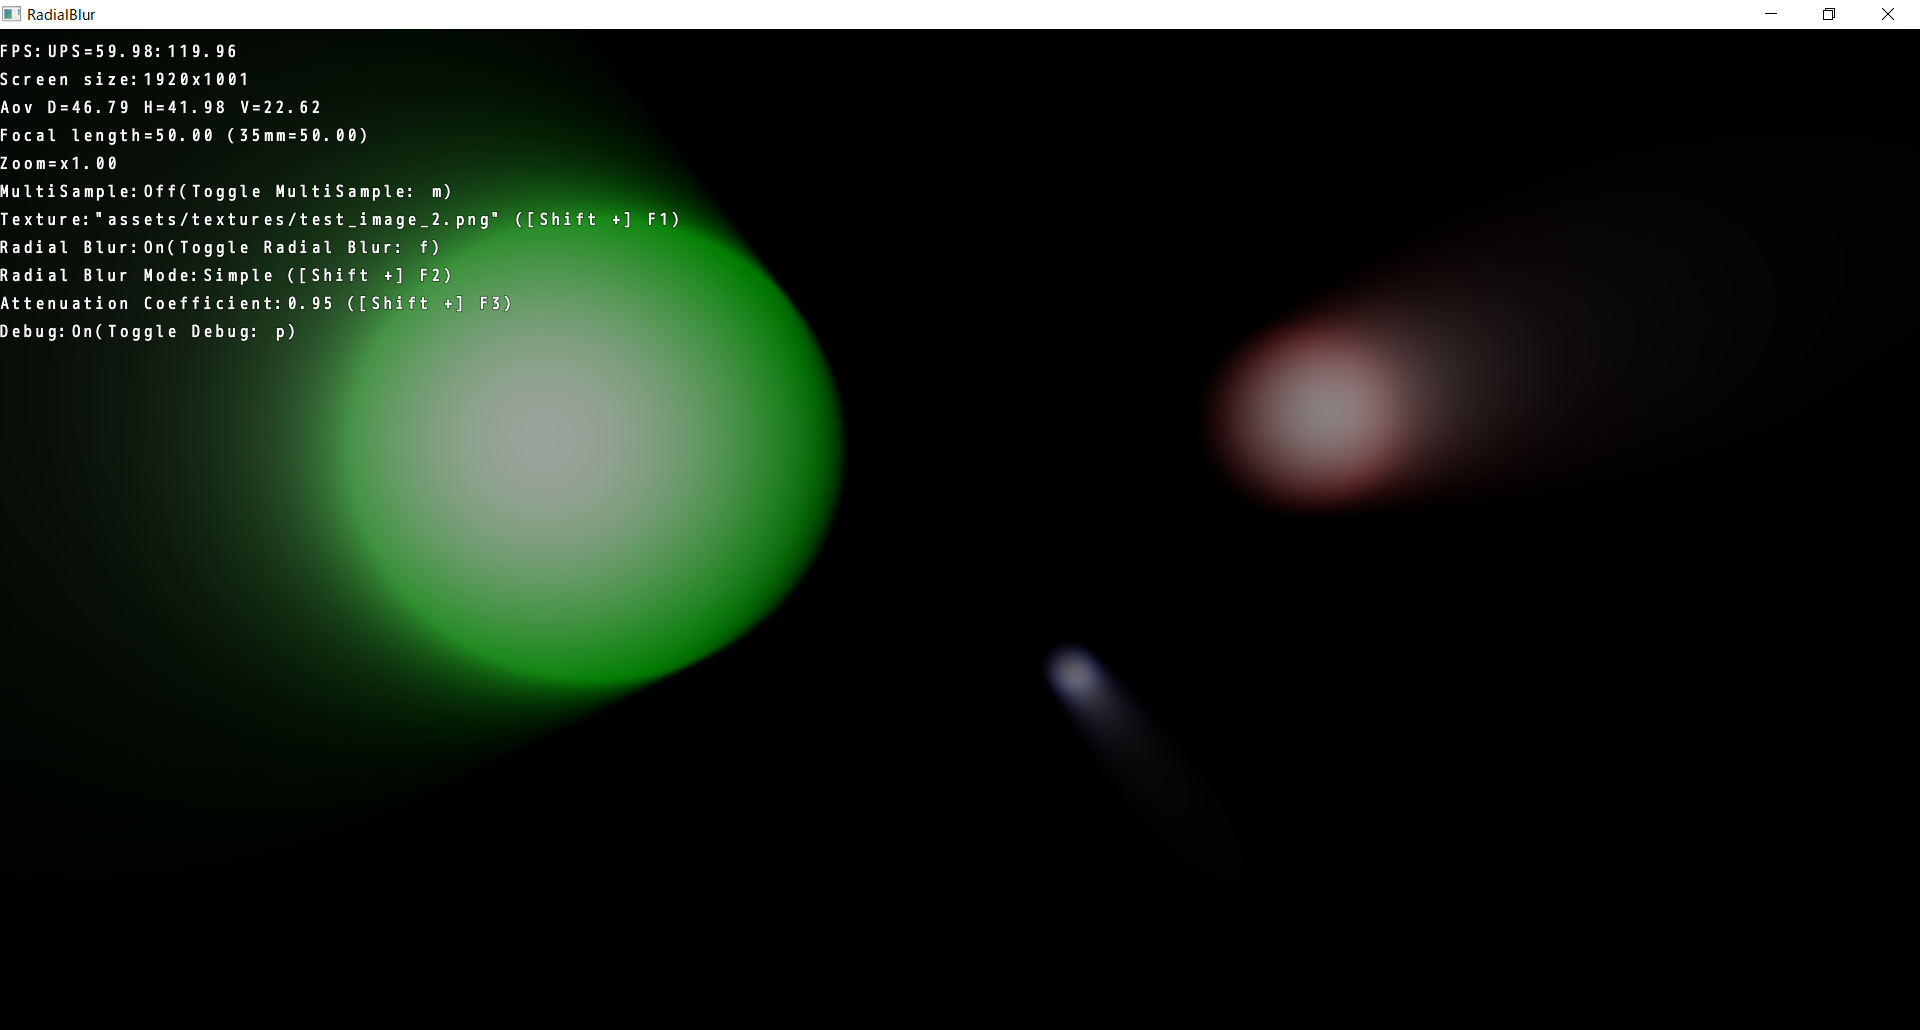 RadialBlur
FPS:UPS=59.98:119.96
Screen size:1920x1001
Aov D=46.79 H=41.98 V=22.62
Focal length=50.00 (35mm=50.00)
Zoom=x1.00
MultiSample:Off(Toggle MultiSample: m)
Texture:"assets/textures/test_image_2.png" ([Shift +] F1)
Radial Blur:On(Toggle Radial Blur: f)
Radial Blur Mode:Simple ([Shift +] F2)
Attenuation Coefficient:0.95 ([Shift +] F3)
Debug:On(Toggle Debug: p)